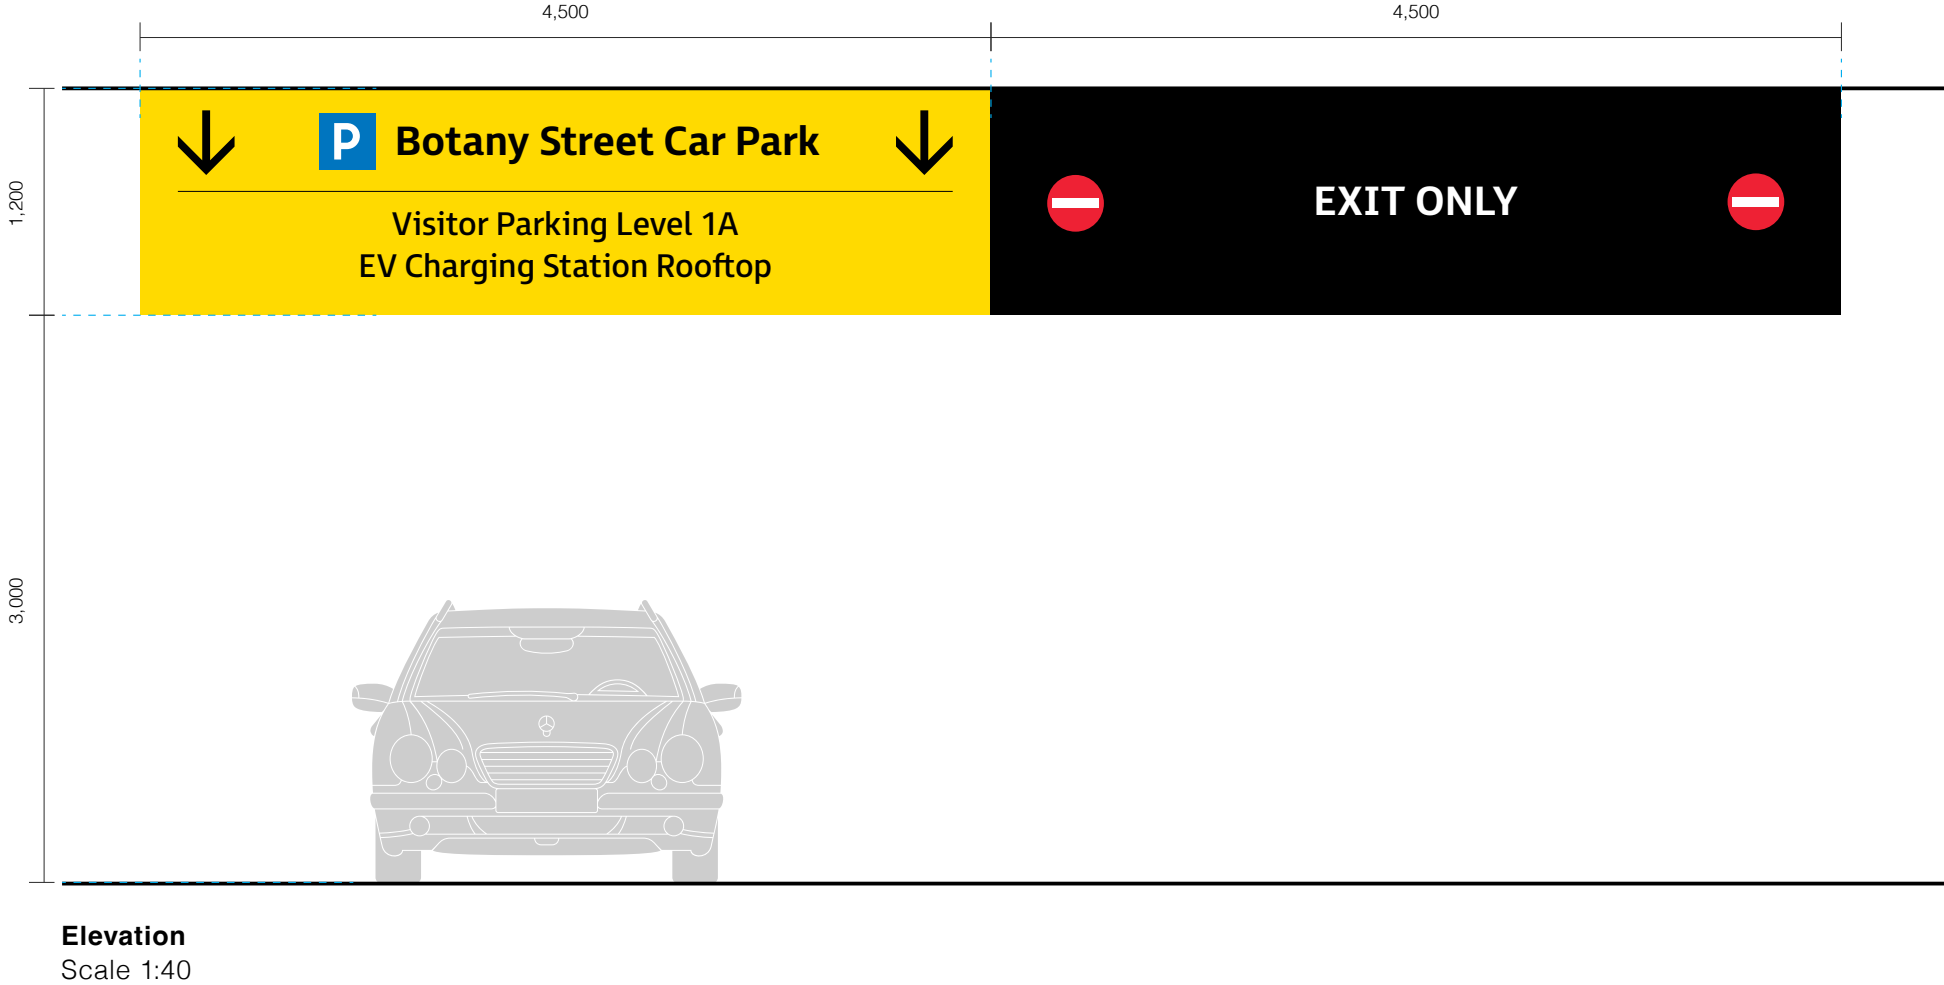 4,500
4,500
1,200
P Botany Street Car Park
Visitor Parking Level 1A
EV Charging Station Rooftop
EXIT ONLY
3,000
Elevation
Scale 1:40